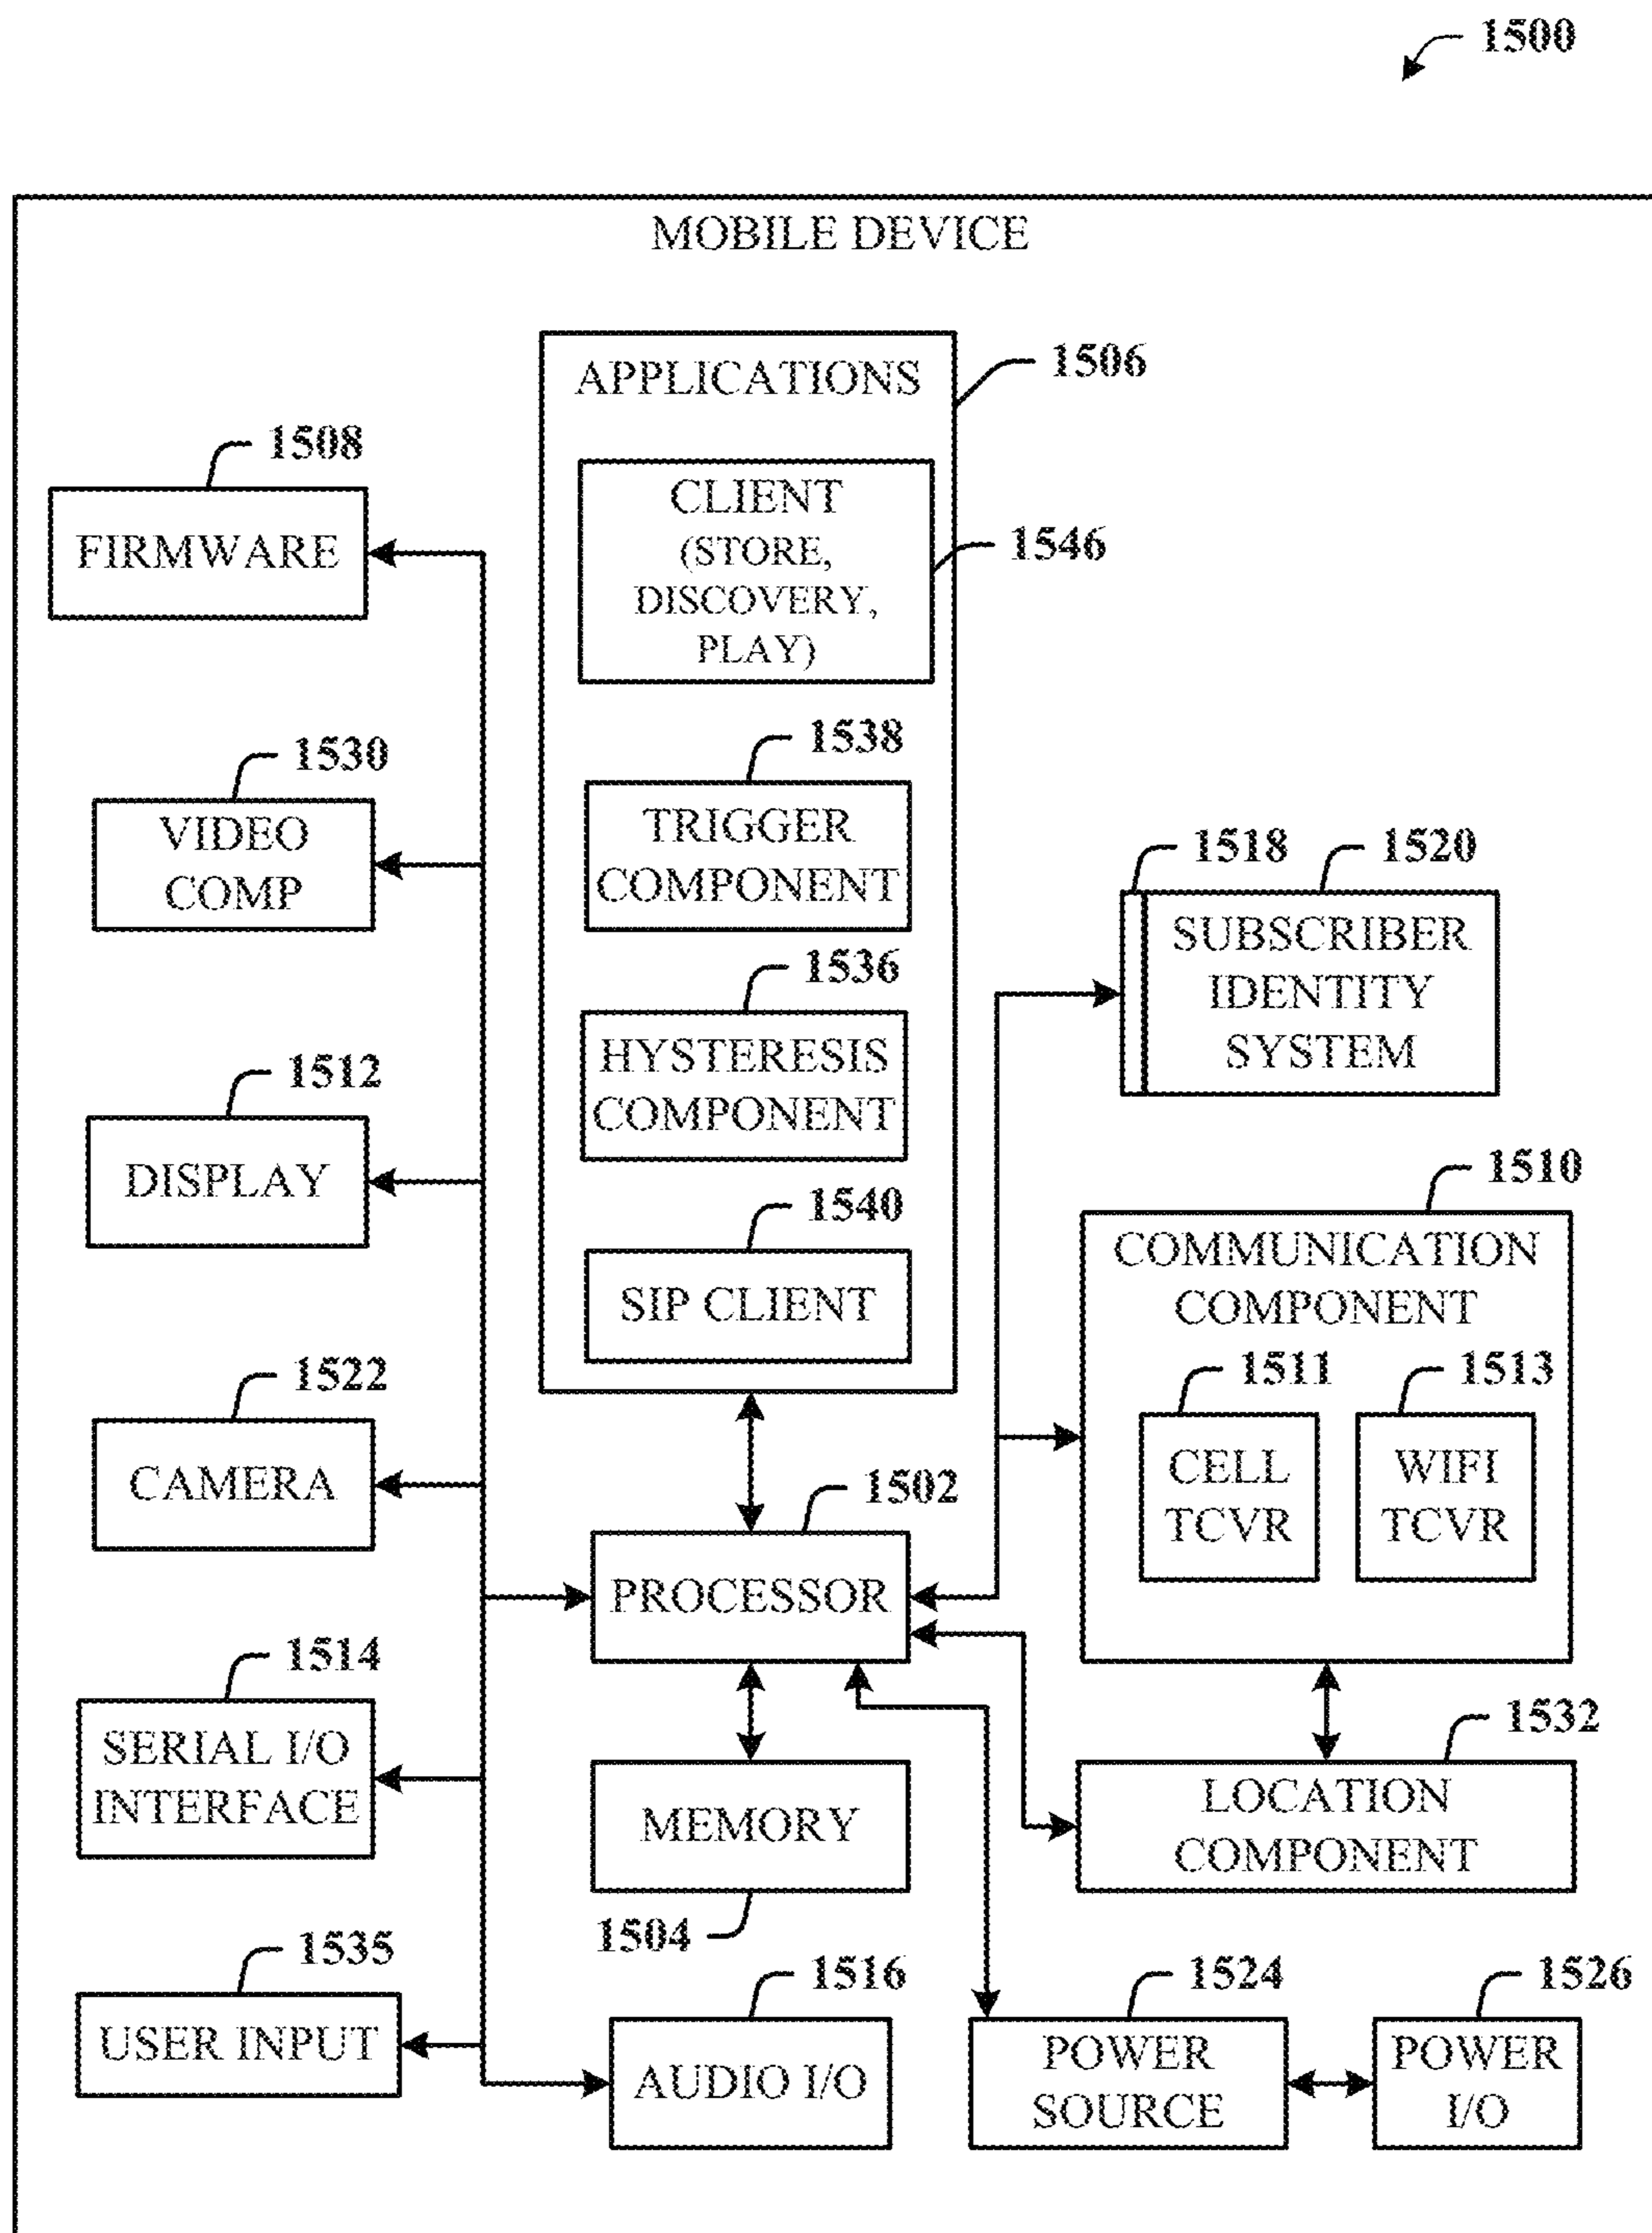 1500
MOBILE DEVICE
APPLICATIONS
1506
1508
FIRMWARE
CLIENT
(STORE,
DISCOVERY,
PLAY)
1546
1530
VIDEO
COMP
1538
TRIGGER
COMPONENT
1518
1520
SUBSCRIBER
IDENTITY
SYSTEM
1536
HYSTERESIS
COMPONENT
1512
DISPLAY
1540
SIP CLIENT
1510
COMMUNICATION
COMPONENT
1511
CELL
TCVR
1513
WIFI
TCVR
1522
CAMERA
1502
PROCESSOR
1514
SERIAL I/O
INTERFACE
MEMORY
1504
1532
LOCATION
COMPONENT
1535
USER INPUT
1516
AUDIO I/O
1524
POWER
SOURCE
1526
POWER
I/O